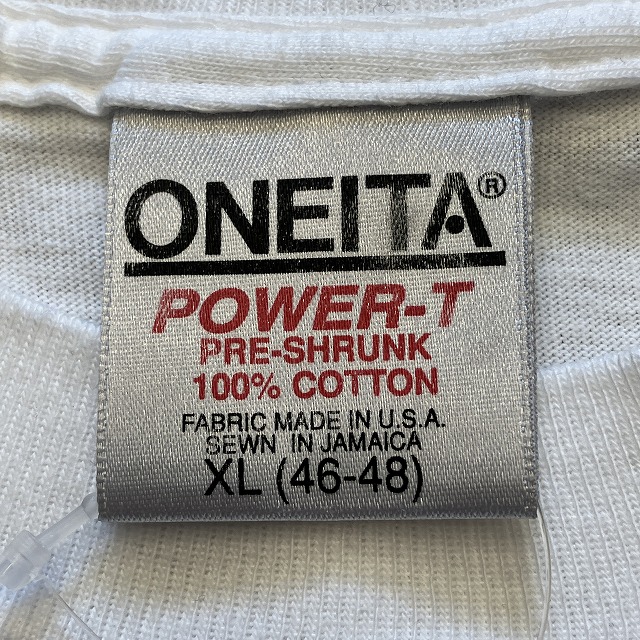 ONEITA®
POWER-T
PRE-SHRUNK
100% COTTON
FABRIC MADE IN U.S.A.
SEWN IN JAMAICA
XL (46-48)